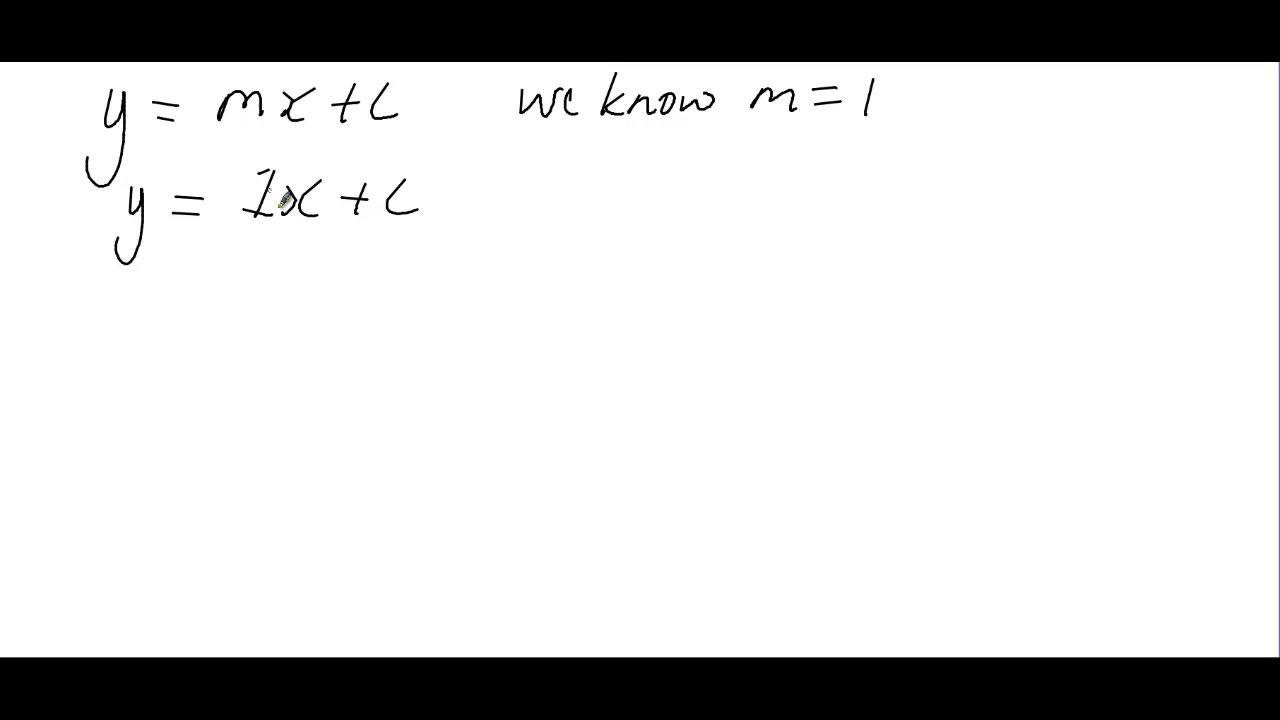 y = mx + c we know m = 1
y = 1x + c